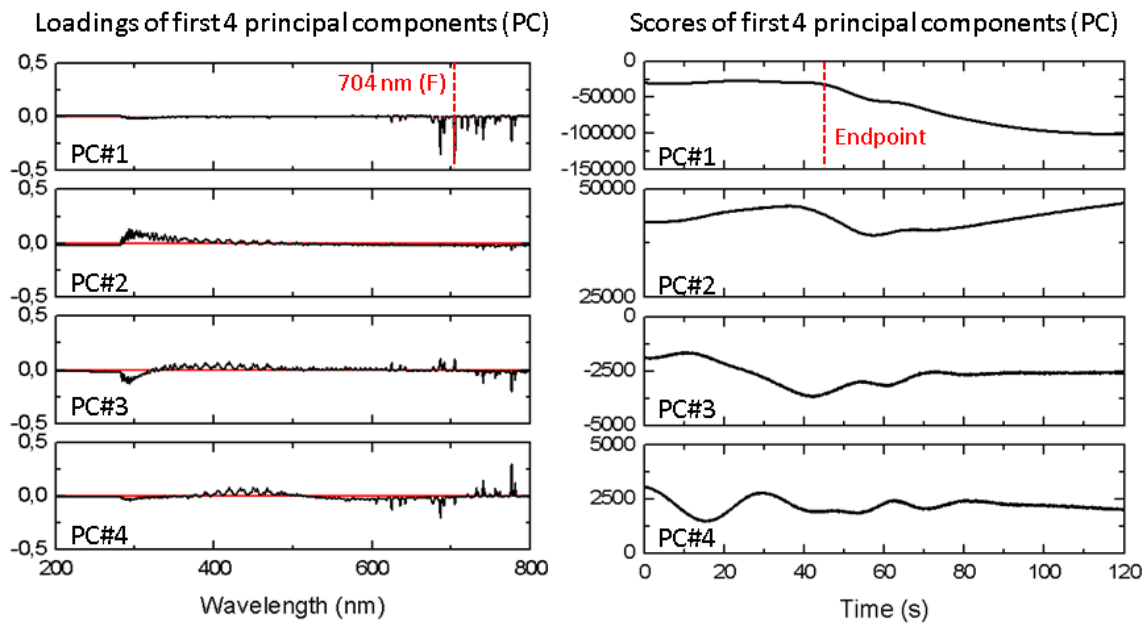 Loadings of first 4 principal components (PC)
0,5
0,0
-0,5
704 nm (F)
PC#1
0,5
0,0
-0,5
PC#2
0,5
0,0
-0,5
PC#3
0,5
0,0
-0,5
PC#4
200 400 600 800
Wavelength (nm)
Scores of first 4 principal components (PC)
0
-50000
-100000
-150000
Endpoint
PC#1
50000
25000
PC#2
0
-2500
-5000
PC#3
5000
2500
0
PC#4
0 20 40 60 80 100 120
Time (s)